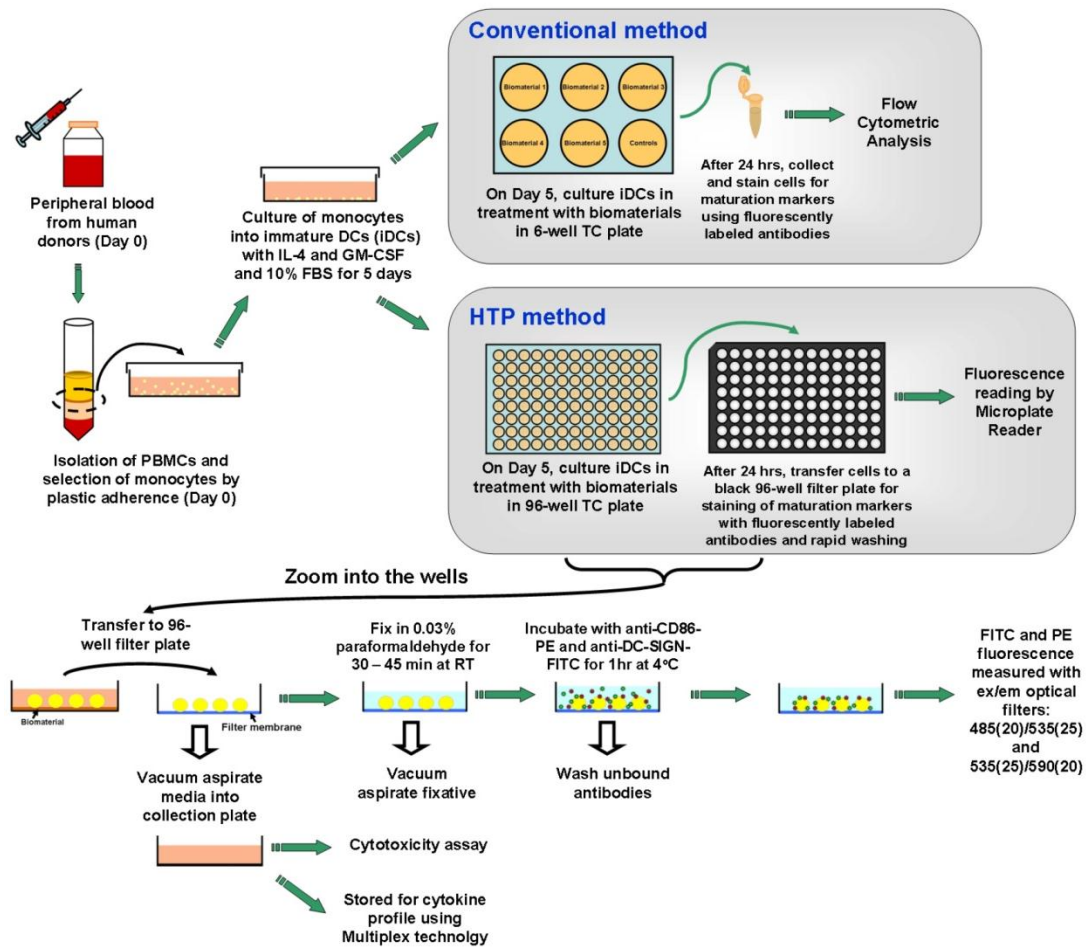 Conventional method
Biomaterial 1
Biomaterial 2
Biomaterial 3
Biomaterial 4
Biomaterial 5
Controls
On Day 5, culture iDCs in
treatment with biomaterials
in 6-well TC plate
After 24 hrs, collect
and stain cells for
maturation markers
using fluorescently
labeled antibodies
Flow
Cytometric
Analysis
Peripheral blood
from human
donors (Day 0)
Culture of monocytes
into immature DCs (iDCs)
with IL-4 and GM-CSF
and 10% FBS for 5 days
Isolation of PBMCs and
selection of monocytes by
plastic adherence (Day 0)
HTP method
On Day 5, culture iDCs in
treatment with biomaterials
in 96-well TC plate
After 24 hrs, transfer cells to a
black 96-well filter plate for
staining of maturation markers
with fluorescently labeled
antibodies and rapid washing
Fluorescence
reading by
Microplate
Reader
Zoom into the wells
Transfer to 96-
well filter plate
Biomaterial
Filter membrane
Fix in 0.03%
paraformaldehyde for
30 – 45 min at RT
Incubate with anti-CD86-
PE and anti-DC-SIGN-
FITC for 1hr at 4°C
FITC and PE
fluorescence
measured with
ex/em optical
filters:
485(20)/535(25)
and
535(25)/590(20)
Vacuum aspirate
media into
collection plate
Vacuum
aspirate fixative
Wash unbound
antibodies
Cytotoxicity assay
Stored for cytokine
profile using
Multiplex technolgy